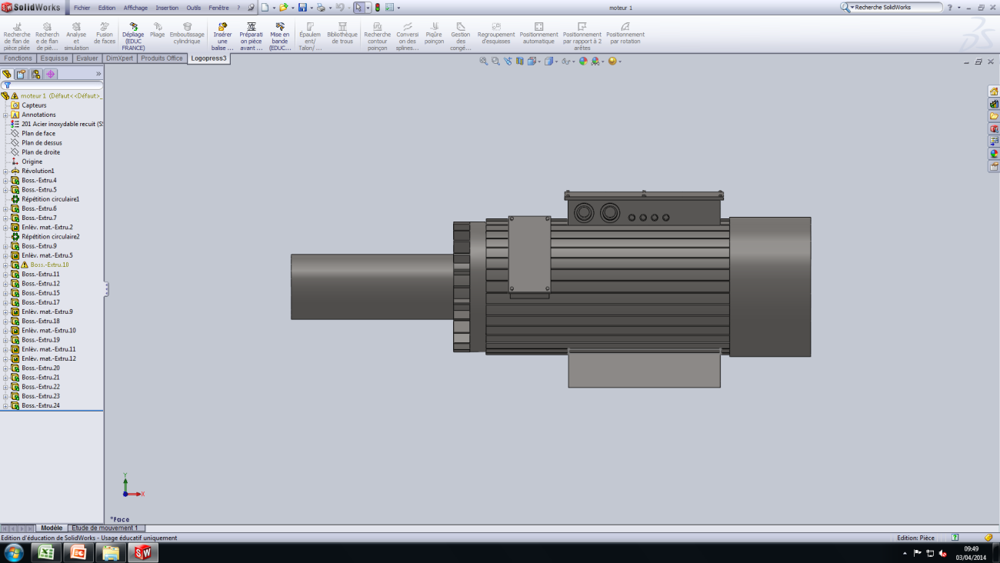 SolidWorks
Fichier Edition Affichage Insertion Outils Fenêtre ?
moteur 1
Recherche SolidWorks
Recherche de flan de pièce pliée
Recherch e de flan de piè...
Analyse et simulation
Fusion de faces
Dépliage (EDUC FRANCE)
Pliage
Emboutissage cylindrique
Insérer une balise ...
Préparati on pièce avant ...
Mise en bande (EDUC...
Épaulem ent/ Talon/ ...
Bibliothèque de trous
Recherche contour poinçon
Conversi on des splines...
Piqûre poinçon
Gestion des congé...
Regroupement d'esquisses
Positionnement automatique
Positionnement par rapport à 2 arêtes
Positionnement par rotation
Fonctions Esquisse Evaluer DimXpert Produits Office Logopress3
moteur 1 (Défaut<<Défaut>_
Capteurs
Annotations
201 Acier inoxydable recuit (S
Plan de face
Plan de dessus
Plan de droite
Origine
Révolution1
Boss.-Extru.4
Boss.-Extru.5
Répétition circulaire1
Boss.-Extru.6
Boss.-Extru.7
Enlèv. mat.-Extru.2
Répétition circulaire2
Boss.-Extru.9
Enlèv. mat.-Extru.5
Boss.-Extru.10
Boss.-Extru.11
Boss.-Extru.12
Boss.-Extru.15
Boss.-Extru.17
Enlèv. mat.-Extru.9
Boss.-Extru.18
Enlèv. mat.-Extru.10
Boss.-Extru.19
Enlèv. mat.-Extru.11
Enlèv. mat.-Extru.12
Boss.-Extru.20
Boss.-Extru.21
Boss.-Extru.22
Boss.-Extru.23
Boss.-Extru.24
Y
X
*Face
Modèle Etude de mouvement 1
Edition d'éducation de SolidWorks - Usage éducatif uniquement
Edition: Pièce
09:49
03/04/2014